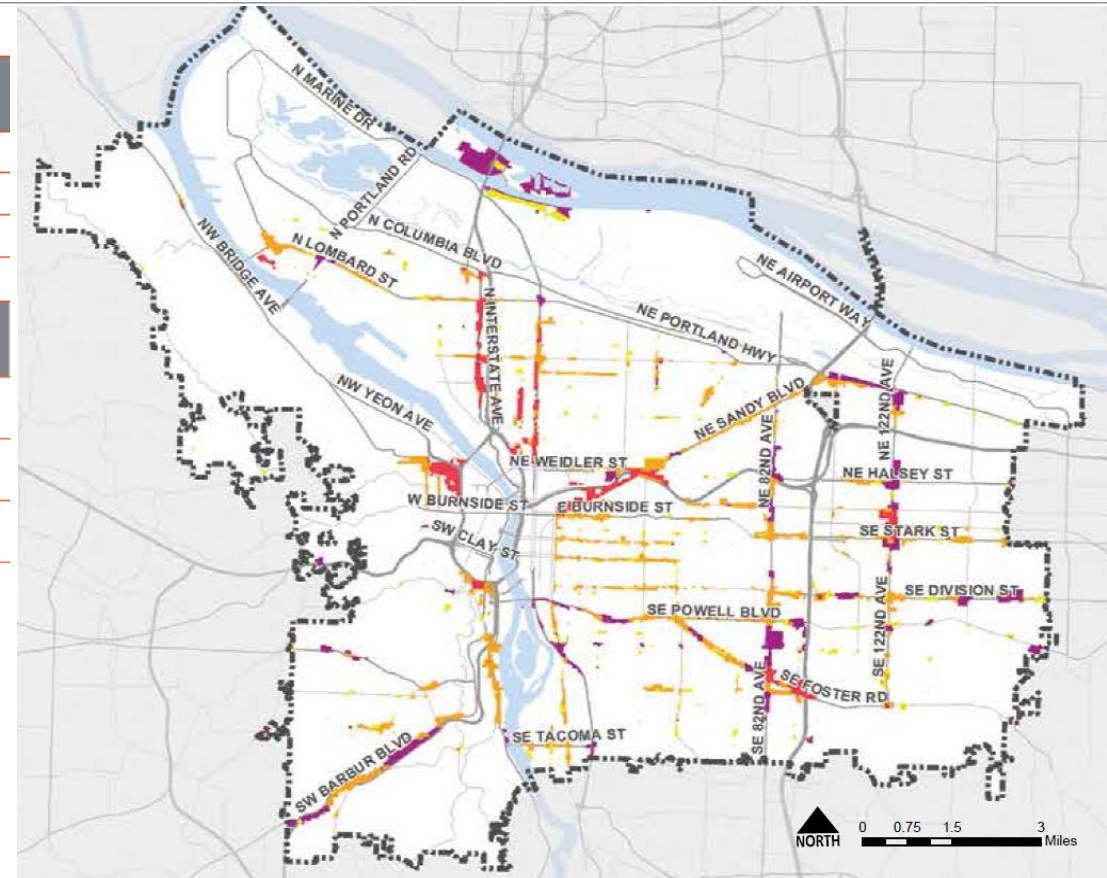 N MARINE DR
N PORTLAND RD
N COLUMBIA BLVD
N LOMBARD ST
NW BRIDGE AVE
NE AIRPORT WAY
N INTERSTATE AVE
NE PORTLAND HWY
NW YEON AVE
NE SANDY BLVD
NE 122ND AVE
NE 82ND AVE
NE WEIDLER ST
NE HALSEY ST
W BURNSIDE ST
E BURNSIDE ST
SW CLAY ST
SE STARK ST
SE DIVISION ST
SE POWELL BLVD
SE 122ND AVE
SE FOSTER RD
SE 82ND AVE
SE TACOMA ST
SW BARBUR BLVD
NORTH
0 0.75 1.5 3
Miles